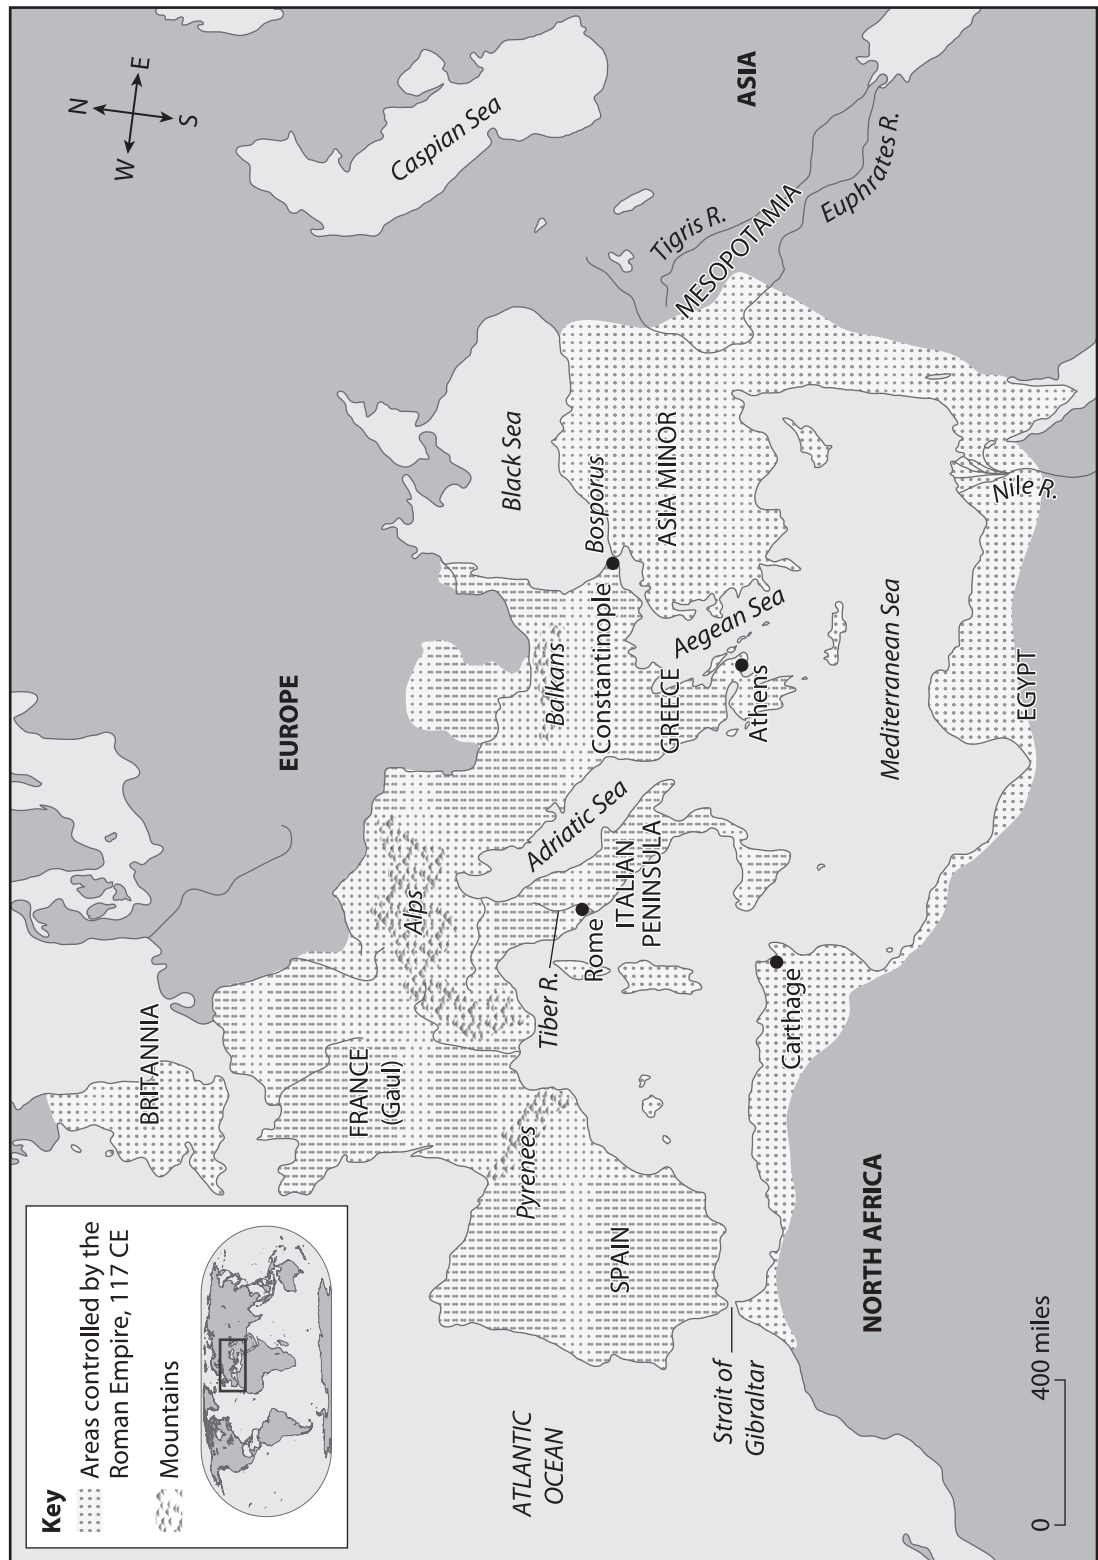 Key
Areas controlled by the
Roman Empire, 117 CE
Mountains
N
E
S
W
EUROPE
ASIA
NORTH AFRICA
BRITANNIA
FRANCE
(Gaul)
SPAIN
Pyrenees
Alps
Balkans
ATLANTIC
OCEAN
Strait of
Gibraltar
Tiber R.
Rome
ITALIAN
PENINSULA
Adriatic Sea
Carthage
GREECE
Athens
Aegean Sea
Constantinople
Bosporus
Black Sea
Caspian Sea
ASIA MINOR
MESOPOTAMIA
Tigris R.
Euphrates R.
Mediterranean Sea
EGYPT
Nile R.
0
400 miles